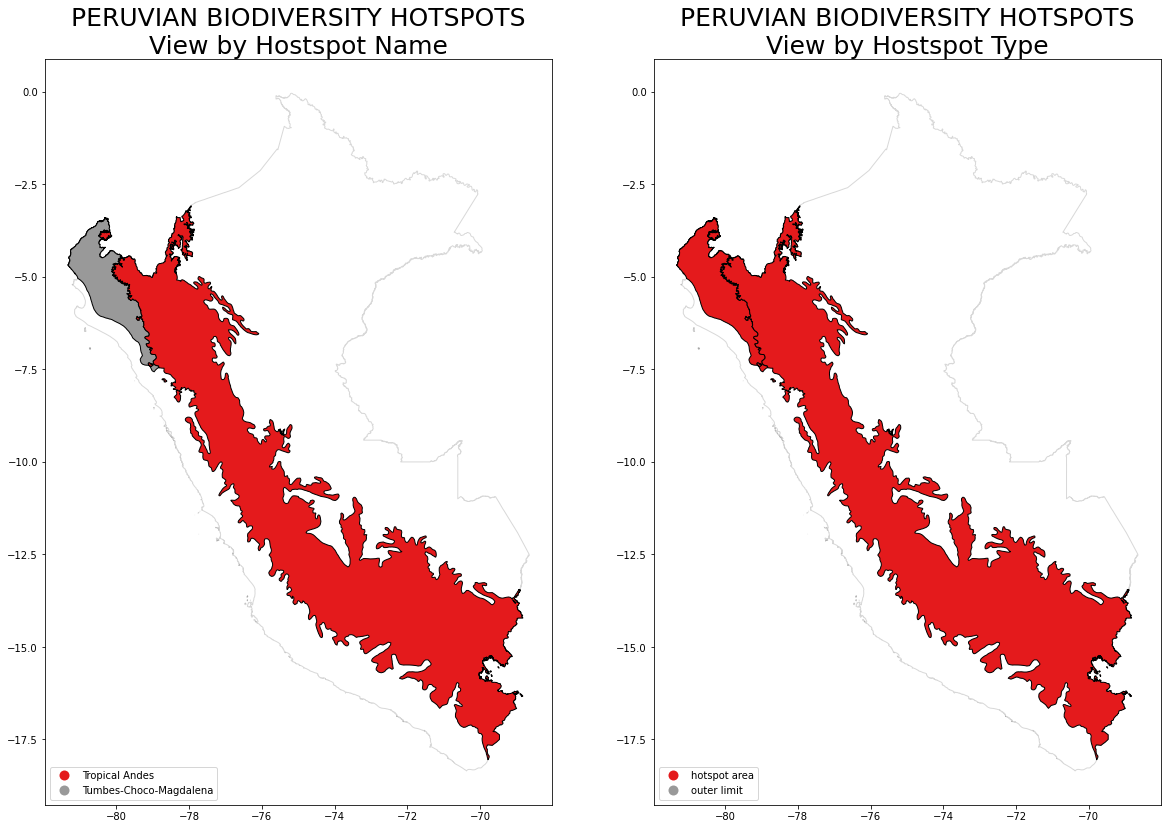 PERUVIAN BIODIVERSITY HOTSPOTS
View by Hostspot Name
0.0
−2.5
−5.0
−7.5
−10.0
−12.5
−15.0
−17.5
Tropical Andes
Tumbes-Choco-Magdalena
−80 −78 −76 −74 −72 −70
PERUVIAN BIODIVERSITY HOTSPOTS
View by Hostspot Type
0.0
−2.5
−5.0
−7.5
−10.0
−12.5
−15.0
−17.5
hotspot area
outer limit
−80 −78 −76 −74 −72 −70